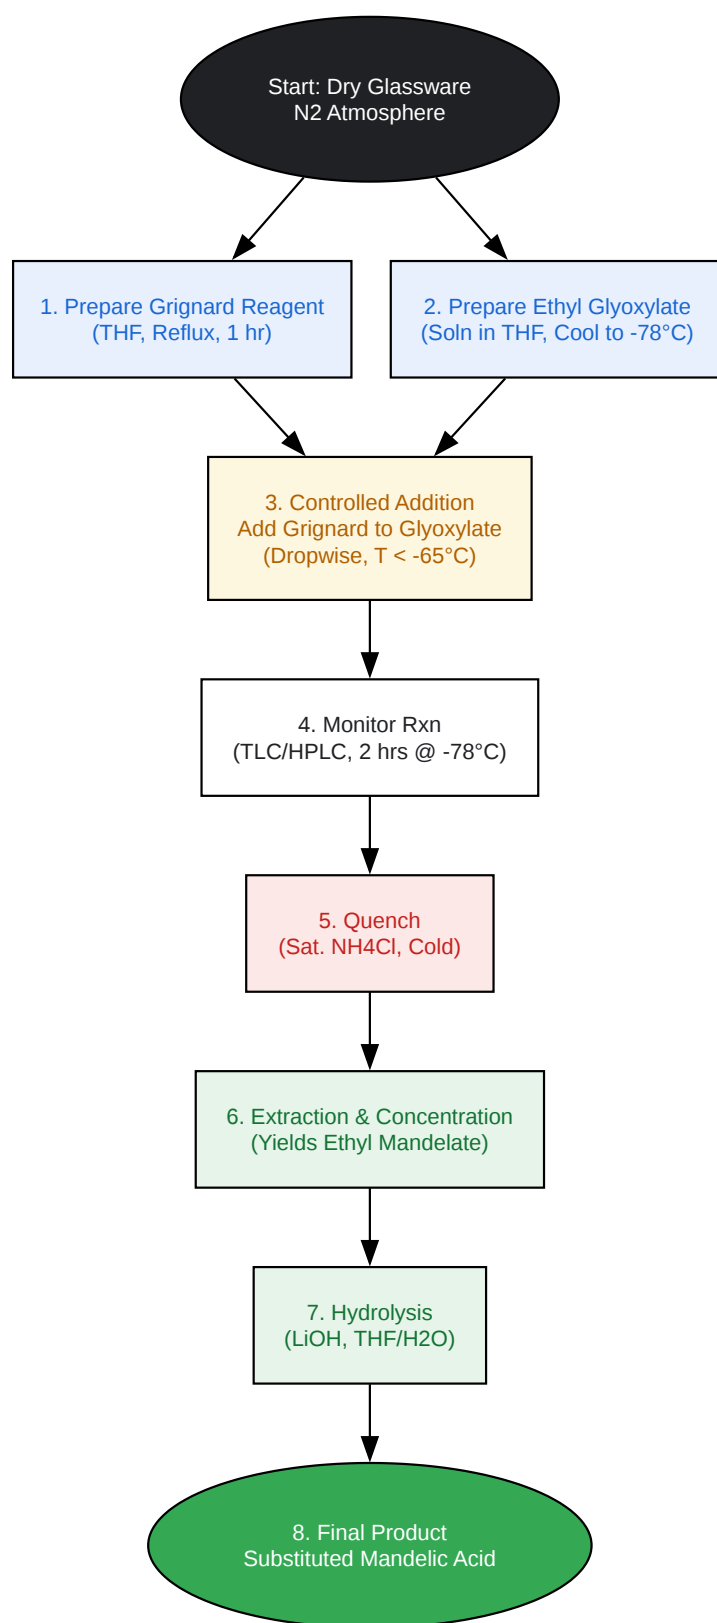 Start: Dry Glassware
N2 Atmosphere
1. Prepare Grignard Reagent
(THF, Reflux, 1 hr)
2. Prepare Ethyl Glyoxylate
(Soln in THF, Cool to -78°C)
3. Controlled Addition
Add Grignard to Glyoxylate
(Dropwise, T < -65°C)
4. Monitor Rxn
(TLC/HPLC, 2 hrs @ -78°C)
5. Quench
(Sat. NH4Cl, Cold)
6. Extraction & Concentration
(Yields Ethyl Mandelate)
7. Hydrolysis
(LiOH, THF/H2O)
8. Final Product
Substituted Mandelic Acid